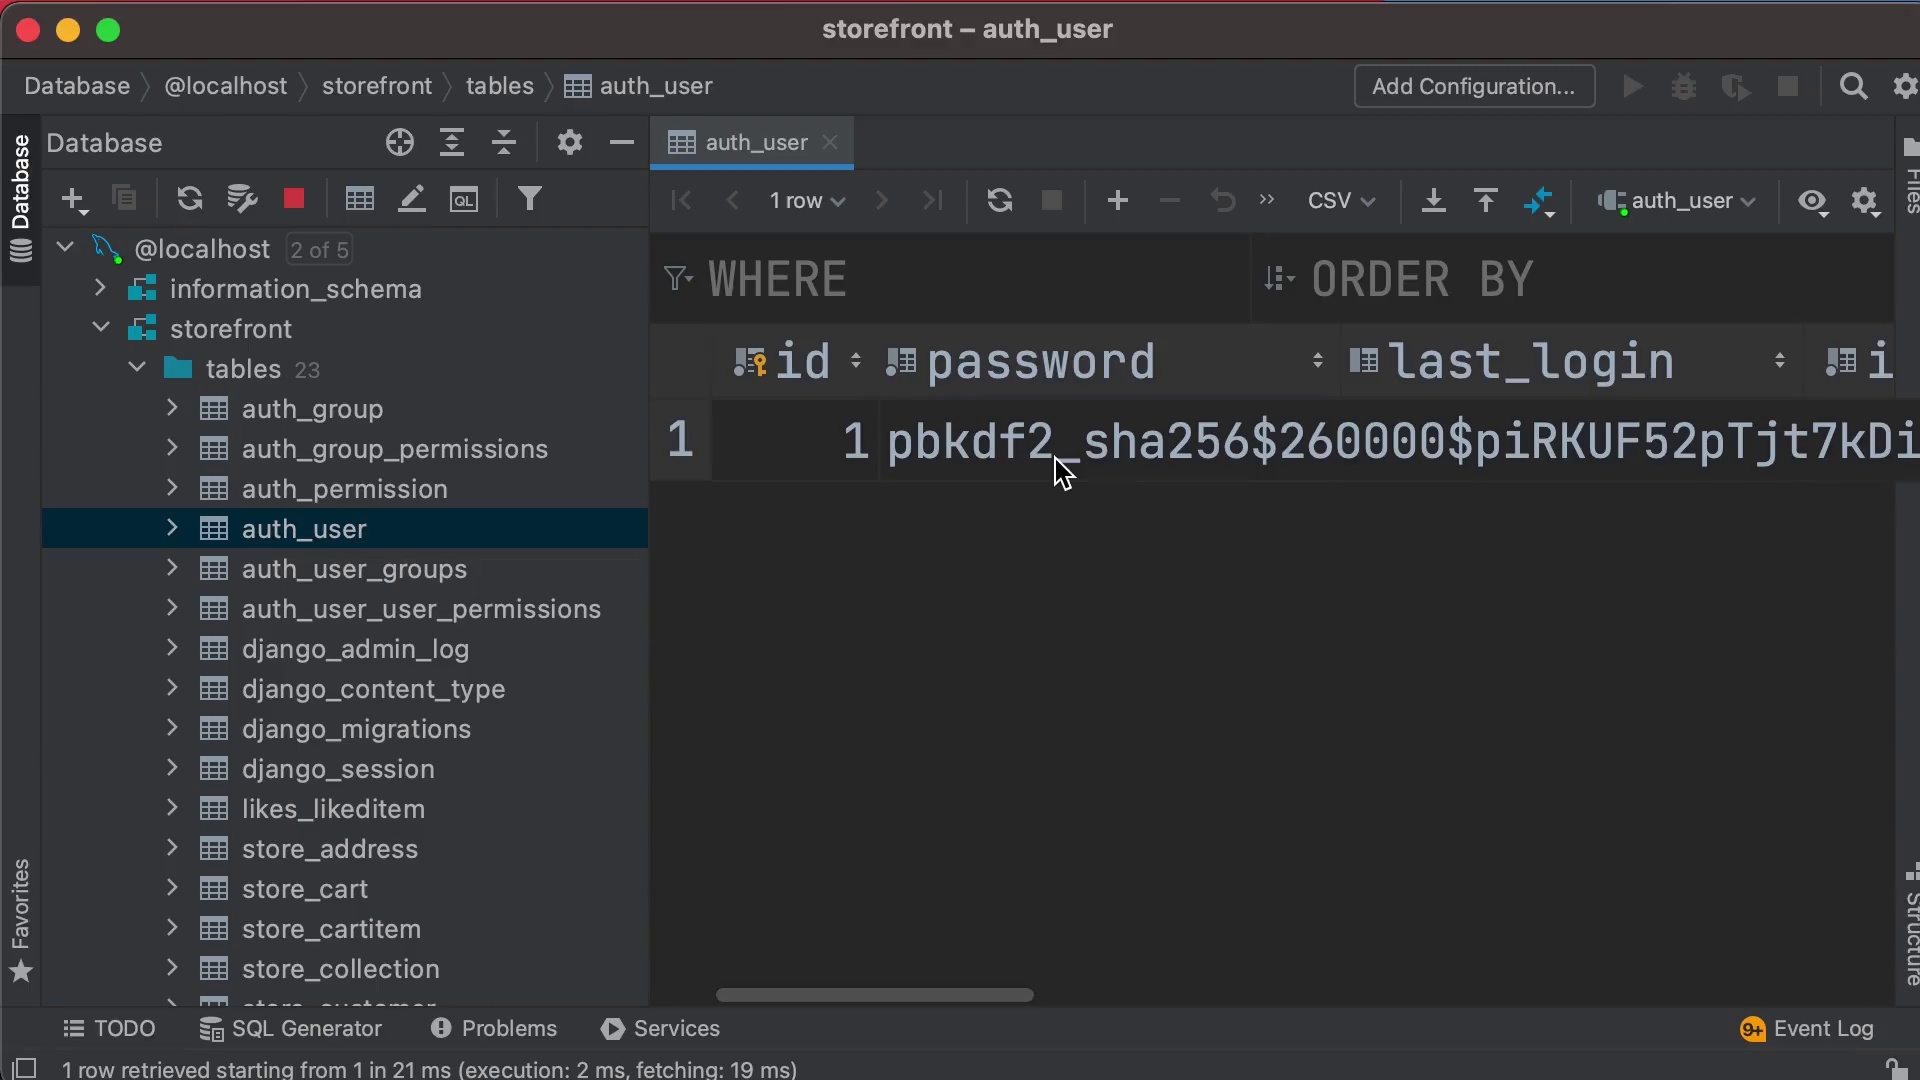 storefront – auth_user
Database
@localhost
storefront
tables
auth_user
Add Configuration...
Database
Database
auth_user
1 row
CSV
auth_user
Files
@localhost 2 of 5
information_schema
storefront
tables 23
auth_group
auth_group_permissions
auth_permission
auth_user
auth_user_groups
auth_user_user_permissions
django_admin_log
django_content_type
django_migrations
django_session
likes_likeditem
store_address
store_cart
store_cartitem
store_collection
WHERE
ORDER BY
id
password
last_login
i
1
1
pbkdf2_sha256$260000$piRKUF52pTjt7kDi
Favorites
Structure
TODO
SQL Generator
Problems
Services
9+ Event Log
1 row retrieved starting from 1 in 21 ms (execution: 2 ms, fetching: 19 ms)